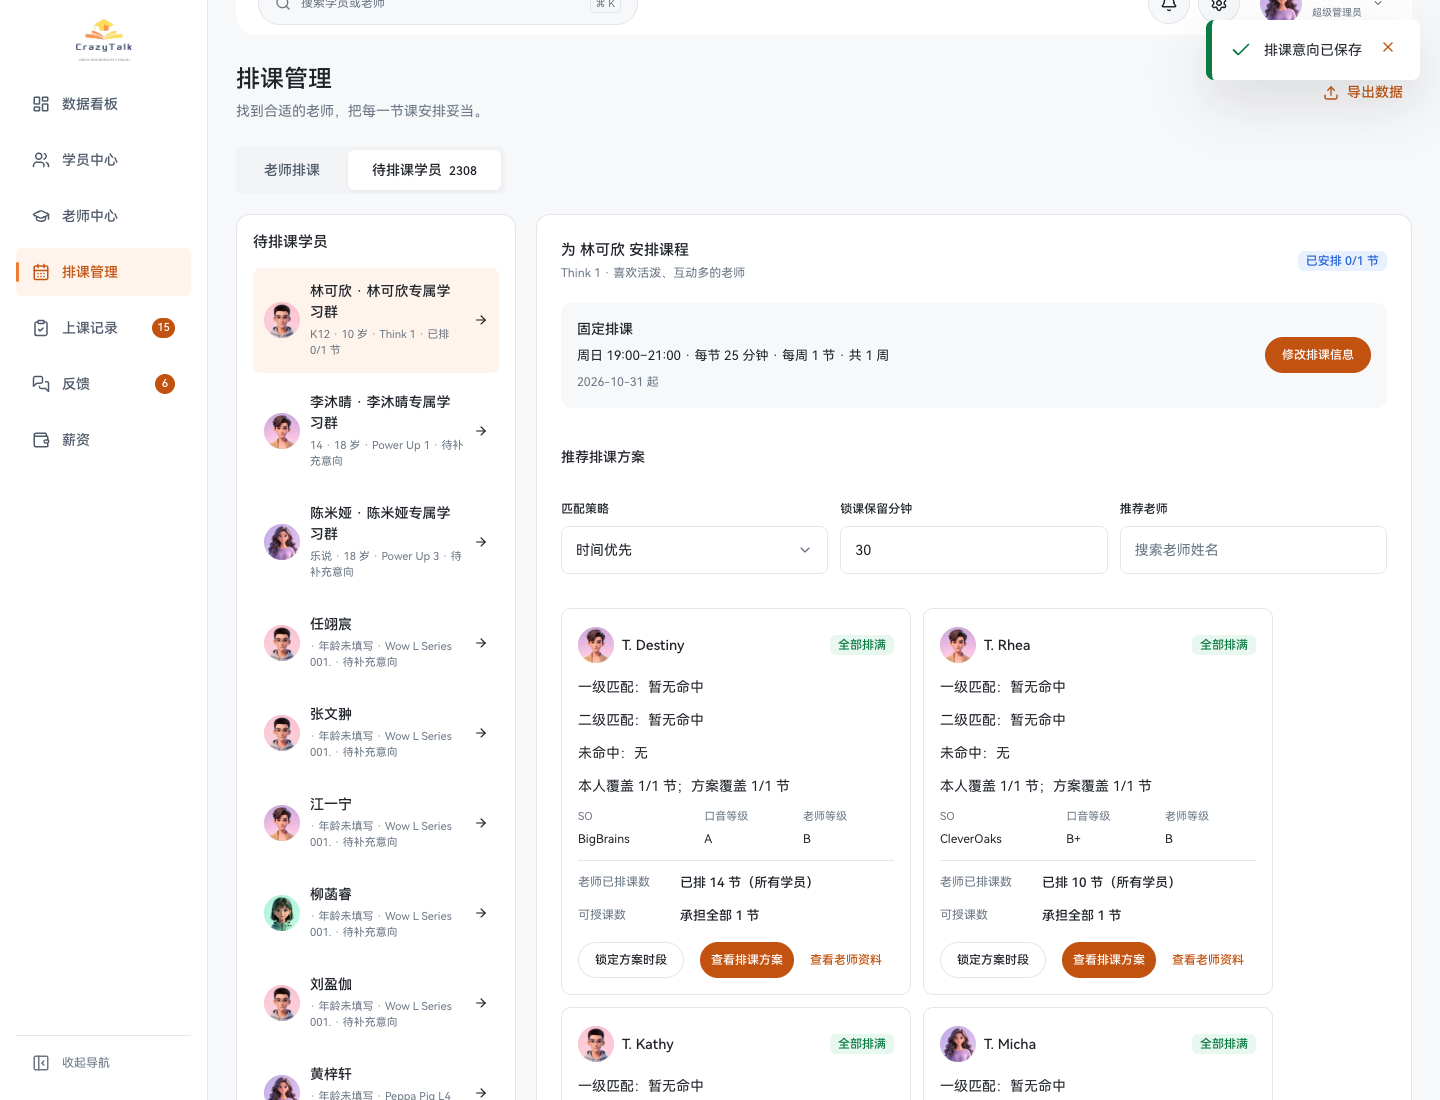 CrazyTalk
数据看板
学员中心
老师中心
排课管理
上课记录 15
反馈 6
薪资
收起导航
搜索学员或老师 ⌘ K
超级管理员
排课意向已保存
排课管理
找到合适的老师，把每一节课安排妥当。
导出数据
老师排课
待排课学员 2308
待排课学员
林可欣 · 林可欣专属学
习群
K12 · 10 岁 · Think 1 · 已排
0/1 节
李沐晴 · 李沐晴专属学
习群
14 · 18 岁 · Power Up 1 · 待补
充意向
陈米娅 · 陈米娅专属学
习群
乐说 · 18 岁 · Power Up 3 · 待
补充意向
任翊宸
· 年龄未填写 · Wow L Series
001. · 待补充意向
张文翀
· 年龄未填写 · Wow L Series
001. · 待补充意向
江一宁
· 年龄未填写 · Wow L Series
001. · 待补充意向
柳菡睿
· 年龄未填写 · Wow L Series
001. · 待补充意向
刘盈伽
· 年龄未填写 · Wow L Series
001. · 待补充意向
黄梓轩
· 年龄未填写 · Peppa Pig L4
为 林可欣 安排课程
Think 1 · 喜欢活泼、互动多的老师
已安排 0/1 节
固定排课
周日 19:00-21:00 · 每节 25 分钟 · 每周 1 节 · 共 1 周
2026-10-31 起
修改排课信息
推荐排课方案
匹配策略
时间优先
锁课保留分钟
30
推荐老师
搜索老师姓名
T. Destiny 全部排满
一级匹配：暂无命中
二级匹配：暂无命中
未命中：无
本人覆盖 1/1 节；方案覆盖 1/1 节
SO 口音等级 老师等级
BigBrains A B
老师已排课数 已排 14 节（所有学员）
可授课数 承担全部 1 节
锁定方案时段 查看排课方案 查看老师资料
T. Rhea 全部排满
一级匹配：暂无命中
二级匹配：暂无命中
未命中：无
本人覆盖 1/1 节；方案覆盖 1/1 节
SO 口音等级 老师等级
CleverOaks B+ B
老师已排课数 已排 10 节（所有学员）
可授课数 承担全部 1 节
锁定方案时段 查看排课方案 查看老师资料
T. Kathy 全部排满
一级匹配：暂无命中
T. Micha 全部排满
一级匹配：暂无命中